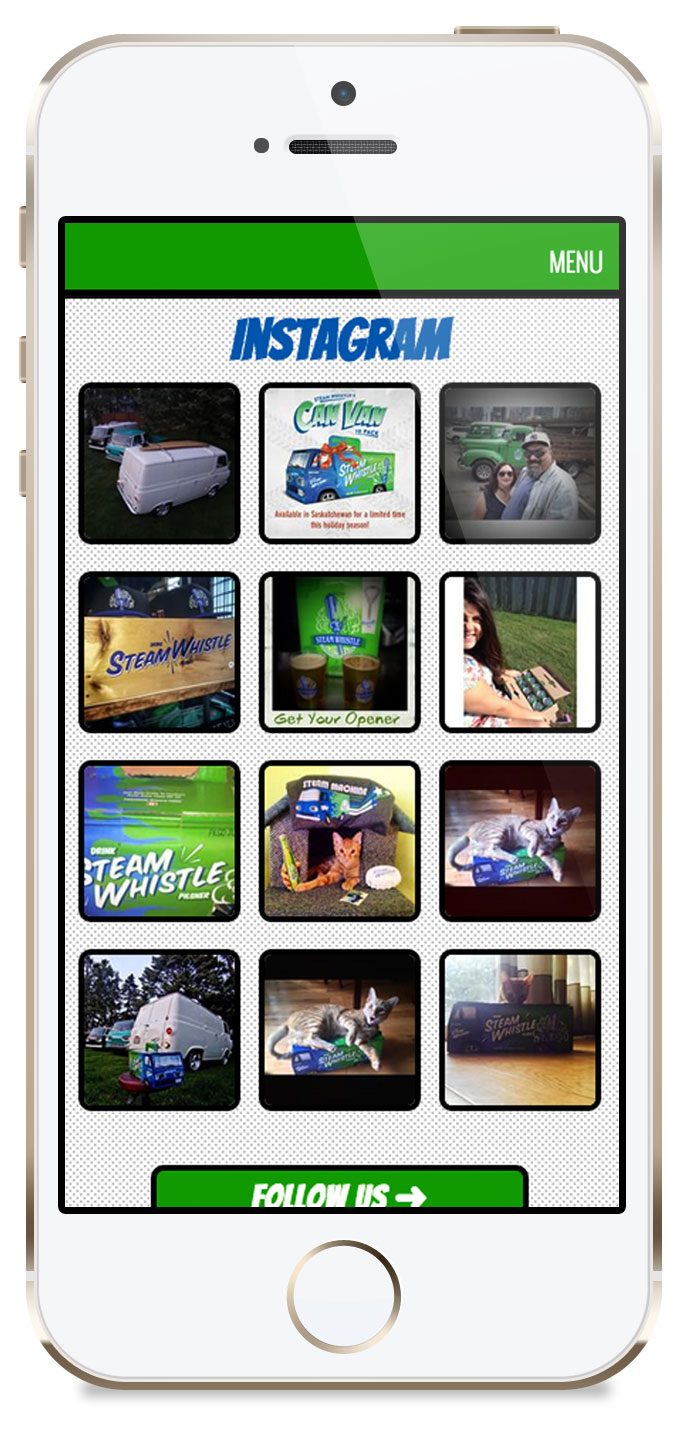 MENU
INSTAGRAM
STEAM WHISTLE'S
CAN VAN
10 PACK
STEAM
WHISTLE
Available in Saskatchewan for a limited time
this holiday season!
STEAM WHISTLE
STEAM WHISTLE
Get Your Opener
DRINK
STEAM
WHISTLE
PILSNER
STEAM MACHINE
STEAM
WHISTLE
STEAM
WHISTLE
STEAM
WHISTLE
FOLLOW US →